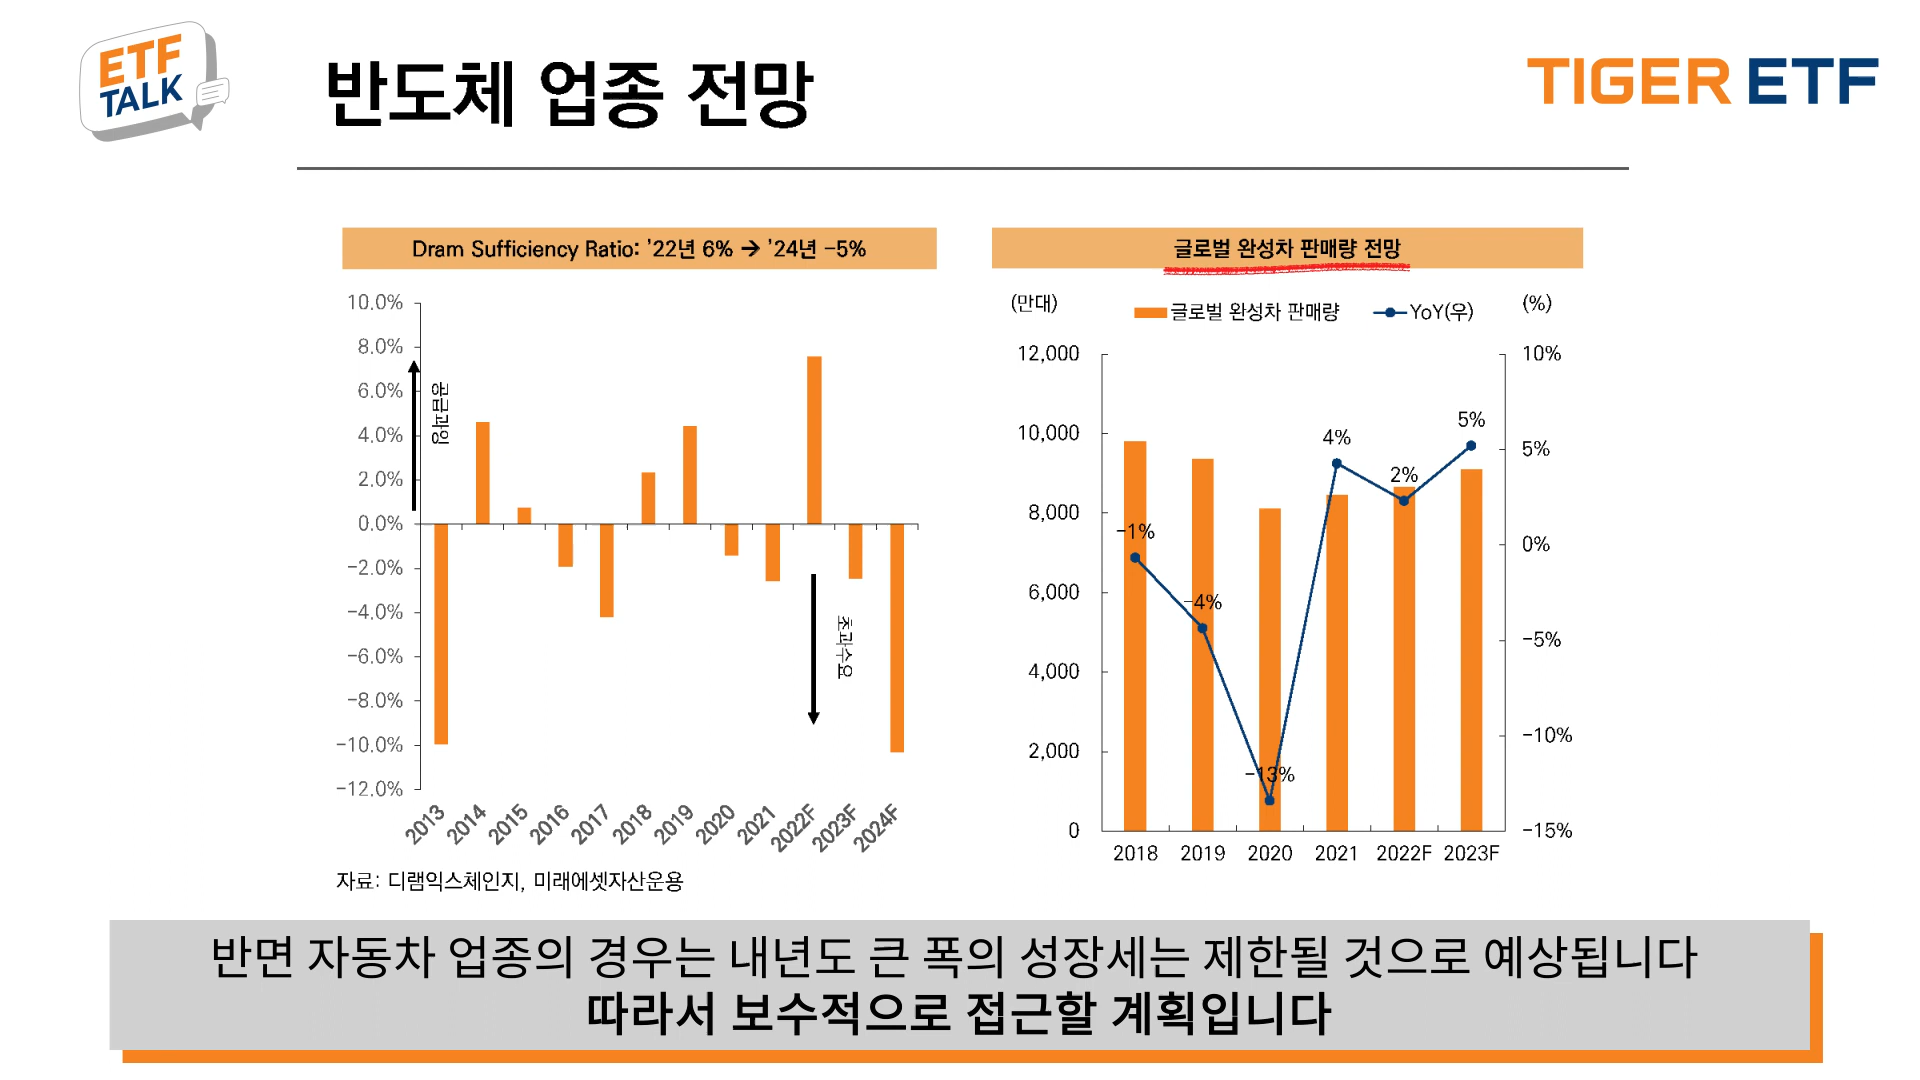 ETF
TALK
반도체 업종 전망
TIGER ETF
Dram Sufficiency Ratio: ’22년 6% → ’24년 -5%
10.0%
8.0%
6.0%
4.0%
2.0%
0.0%
-2.0%
-4.0%
-6.0%
-8.0%
-10.0%
-12.0%
공급과잉
초과수요
2013
2014
2015
2016
2017
2018
2019
2020
2021
2022F
2023F
2024F
자료: 디램익스체인지, 미래에셋자산운용
글로벌 완성차 판매량 전망
(만대)
글로벌 완성차 판매량
YoY(우)
(%)
12,000
10,000
8,000
6,000
4,000
2,000
0
-1%
-4%
-13%
4%
2%
5%
10%
5%
0%
-5%
-10%
-15%
2018
2019
2020
2021
2022F
2023F
반면 자동차 업종의 경우는 내년도 큰 폭의 성장세는 제한될 것으로 예상됩니다
따라서 보수적으로 접근할 계획입니다